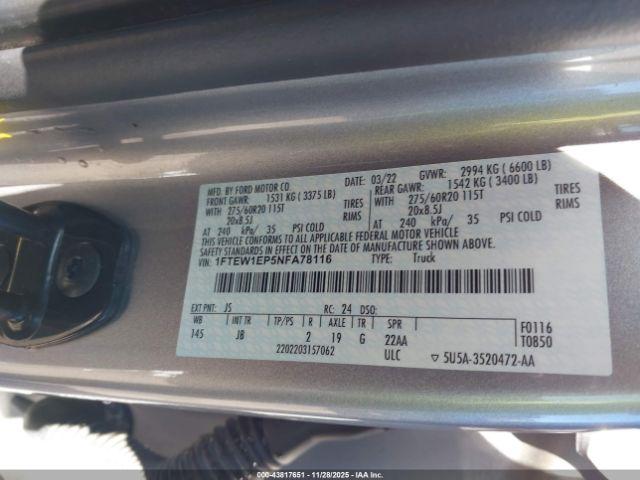 MFD. BY FORD MOTOR CO.
DATE: 03/22 GVWR: 2994 KG ( 6600 LB)
FRONT GAWR: 1531 KG ( 3375 LB) REAR GAWR: 1542 KG ( 3400 LB)
WITH 275/60R20 115T TIRES WITH 275/60R20 115T TIRES
20x8.5J RIMS 20x8.5J RIMS
AT 240 kPa/ 35 PSI COLD AT 240 kPa/ 35 PSI COLD
THIS VEHICLE CONFORMS TO ALL APPLICABLE FEDERAL MOTOR VEHICLE
SAFETY STANDARDS IN EFFECT ON THE DATE OF MANUFACTURE SHOWN ABOVE.
VIN: 1FTEW1EP5NFA78116 TYPE: Truck
EXT PNT: JS RC: 24 DSO:
WB INT TR TP/PS R AXLE TR SPR F0116
145 JB 2 19 G 22AA T0850
2202203157062 ULC ▽ 5U5A-3520472-AA
000-43817651 - 11/28/2025 - IAA Inc.